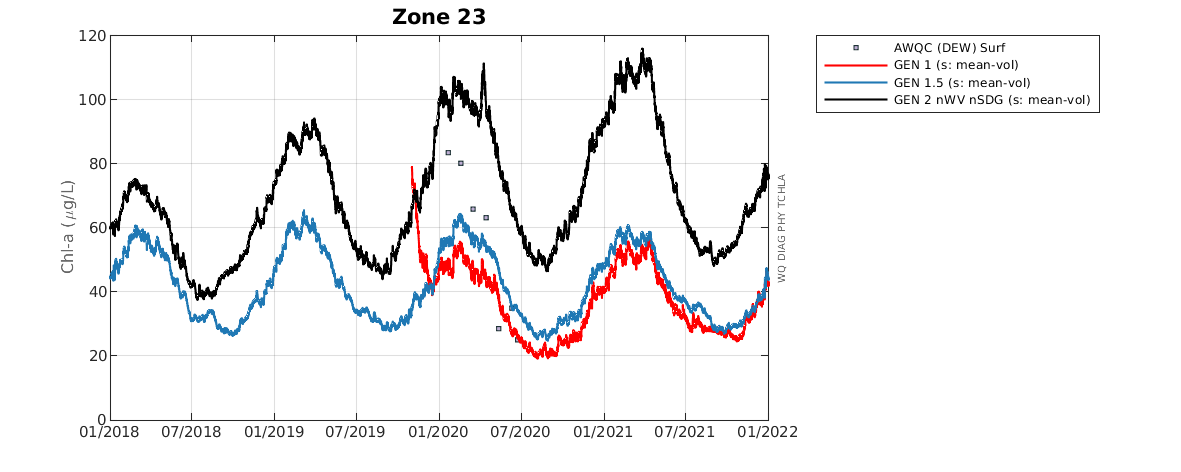 Zone 23
AWQC (DEW) Surf
GEN 1 (s: mean-vol)
GEN 1.5 (s: mean-vol)
GEN 2 nWV nSDG (s: mean-vol)
Chl-a (μg/L)
120
100
80
60
40
20
0
01/2018 07/2018 01/2019 07/2019 01/2020 07/2020 01/2021 07/2021 01/2022
WQ DIAG PHY TCHLA